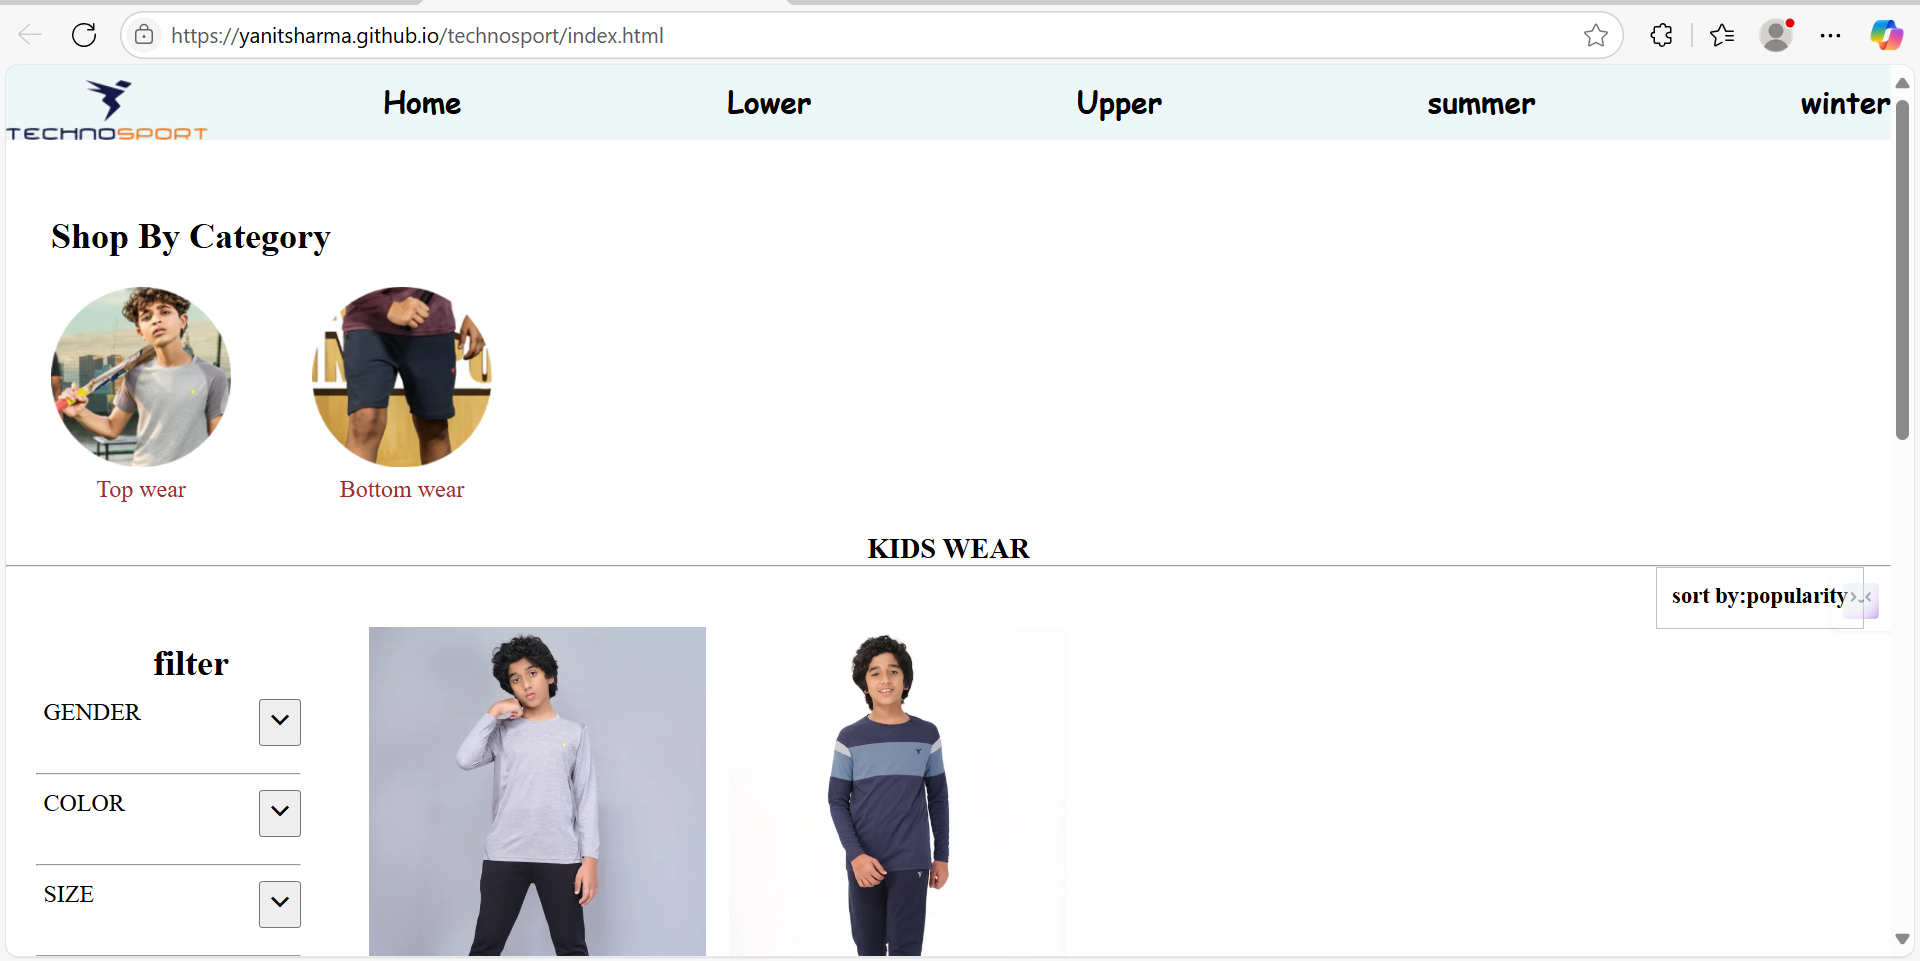 https://yanitsharma.github.io/technosport/index.html
TECHNOSPORT
Home
Lower
Upper
summer
winter
Shop By Category
Top wear
Bottom wear
KIDS WEAR
sort by:popularity
filter
GENDER
COLOR
SIZE